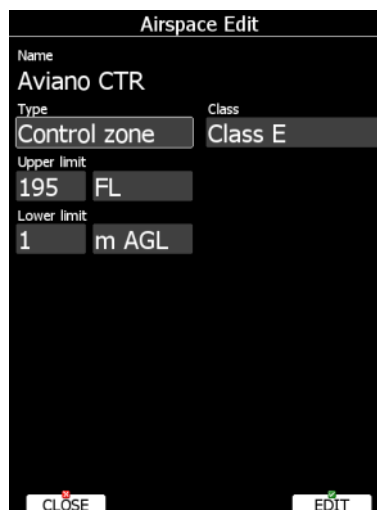 Airspace Edit
Name
Aviano CTR
Type Class
Control zone Class E
Upper limit
195 FL
Lower limit
1 m AGL
CLOSE EDIT